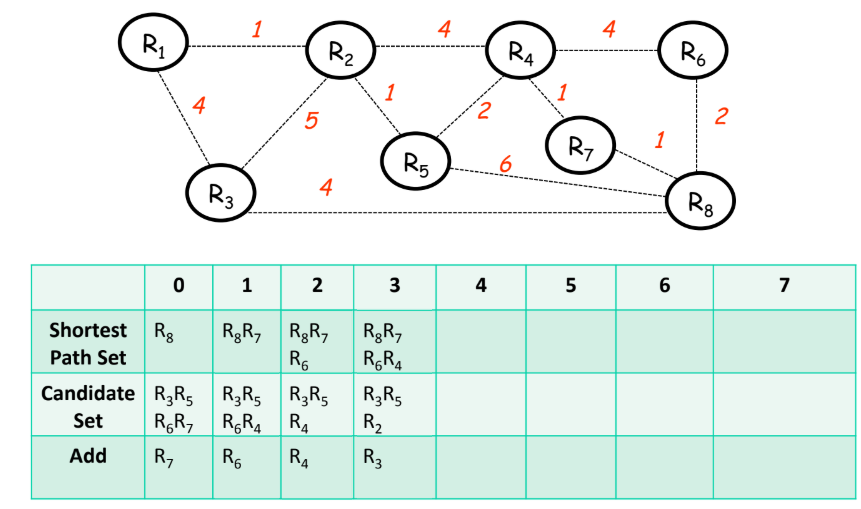 R₁ 1 R₂ 4 R₄ 4 R₆
4 5 1 2 1 2
R₃ 4 R₅ 6 R₇ 1 R₈
0 1 2 3 4 5 6 7
Shortest Path Set
R₈
R₈R₇
R₈R₇
R₆
R₈R₇
R₆R₄
Candidate Set
R₃R₅
R₆R₇
R₃R₅
R₆R₄
R₃R₅
R₄
R₃R₅
R₂
Add R₇ R₆ R₄ R₃